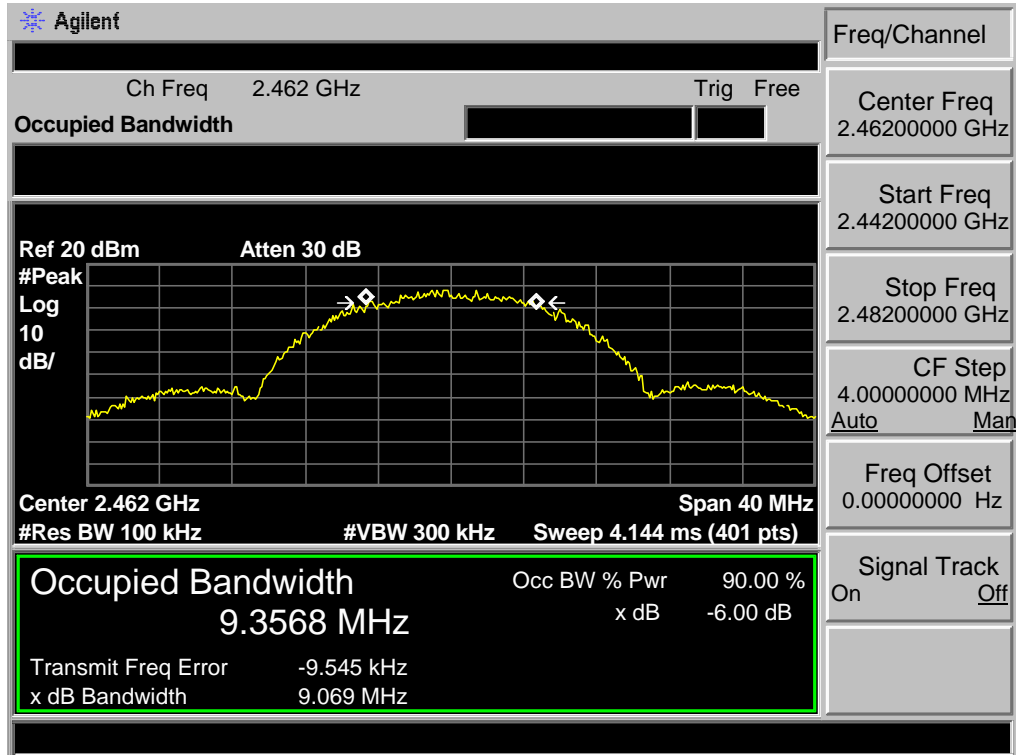 Agilent
Freq/Channel
Ch Freq 2.462 GHz Trig Free
Occupied Bandwidth
Center Freq
2.46200000 GHz
Start Freq
2.44200000 GHz
Stop Freq
2.48200000 GHz
CF Step
4.00000000 MHz
Auto Man
Freq Offset
0.00000000 Hz
Signal Track
On Off
Ref 20 dBm Atten 30 dB
#Peak
Log
10
dB/
Center 2.462 GHz Span 40 MHz
#Res BW 100 kHz #VBW 300 kHz Sweep 4.144 ms (401 pts)
Occupied Bandwidth Occ BW % Pwr 90.00 %
9.3568 MHz x dB -6.00 dB
Transmit Freq Error -9.545 kHz
x dB Bandwidth 9.069 MHz